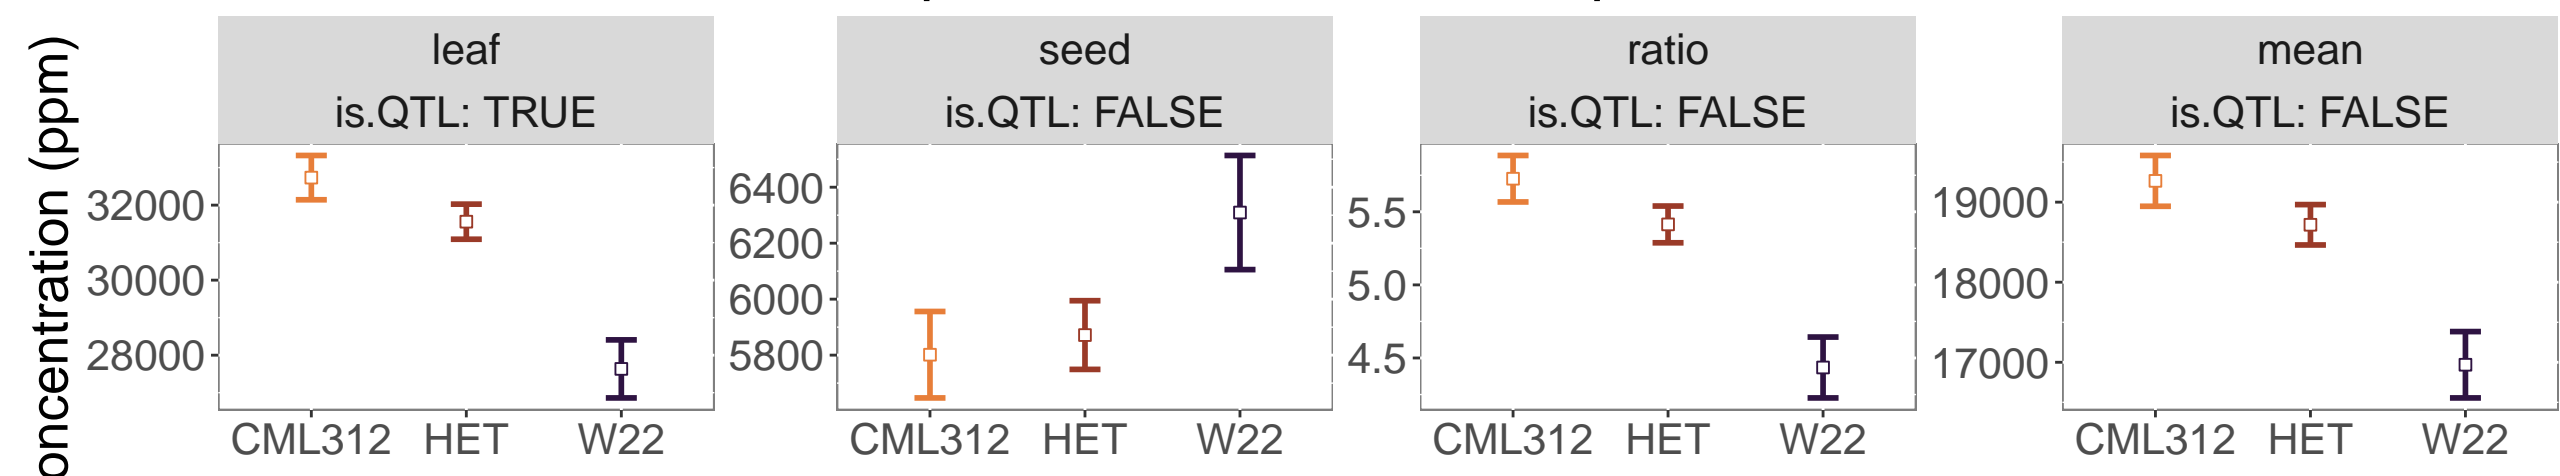 leaf
is.QTL: TRUE
seed
is.QTL: FALSE
ratio
is.QTL: FALSE
mean
is.QTL: FALSE
oncentration (ppm)
32000
30000
28000
6400
6200
6000
5800
5.5
5.0
4.5
19000
18000
17000
CML312 HET W22
CML312 HET W22
CML312 HET W22
CML312 HET W22